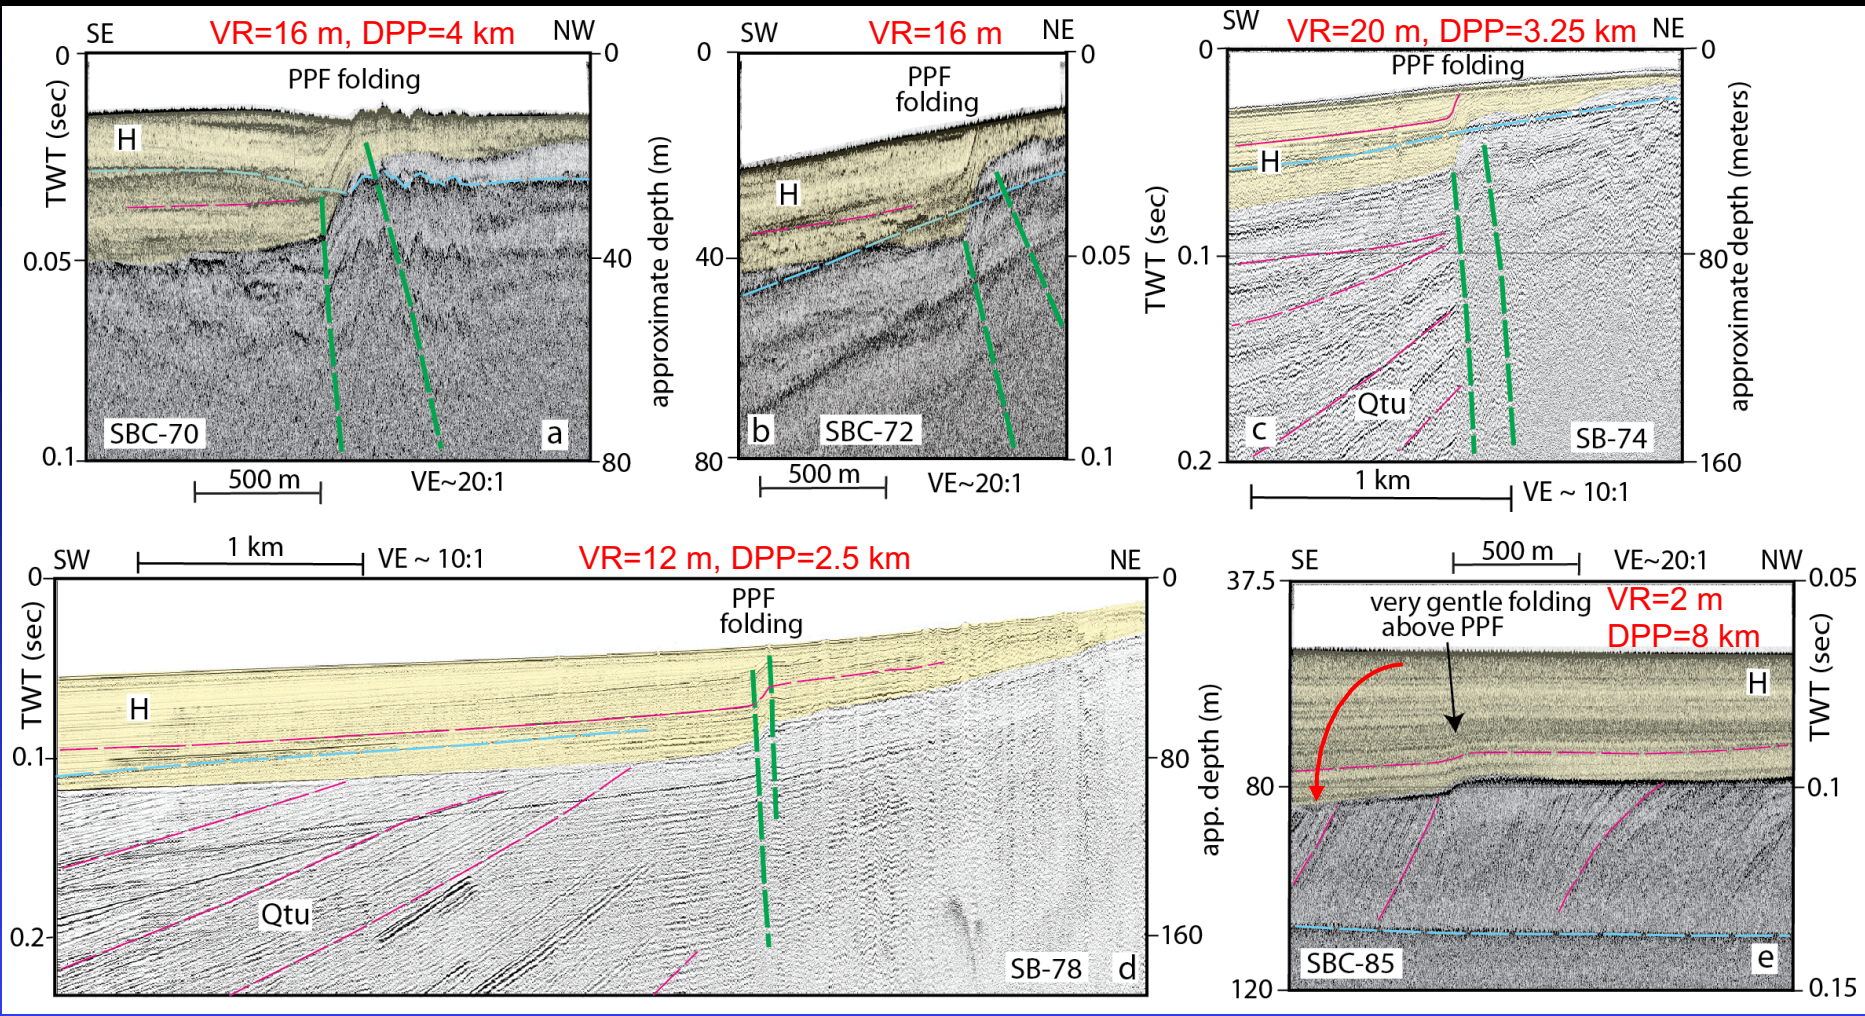 SE
VR=16 m, DPP=4 km
NW
0
0
PPF folding
H
TWT (sec)
0.05
40
approximate depth (m)
SBC-70
a
0.1
80
500 m
VE~20:1
SW
VR=16 m
NE
0
0
PPF
folding
H
40
0.05
b
SBC-72
80
0.1
500 m
VE~20:1
SW
VR=20 m, DPP=3.25 km
NE
0
0
PPF folding
H
TWT (sec)
0.1
80
approximate depth (meters)
Qtu
c
SB-74
0.2
160
1 km
VE ~ 10:1
SW
1 km
VE ~ 10:1
VR=12 m, DPP=2.5 km
NE
0
0
PPF
folding
TWT (sec)
H
0.1
80
app. depth (m)
Qtu
0.2
160
SB-78
d
SE
500 m
VE~20:1
NW
37.5
0.05
very gentle folding
above PPF
VR=2 m
DPP=8 km
H
TWT (sec)
80
0.1
SBC-85
e
120
0.15